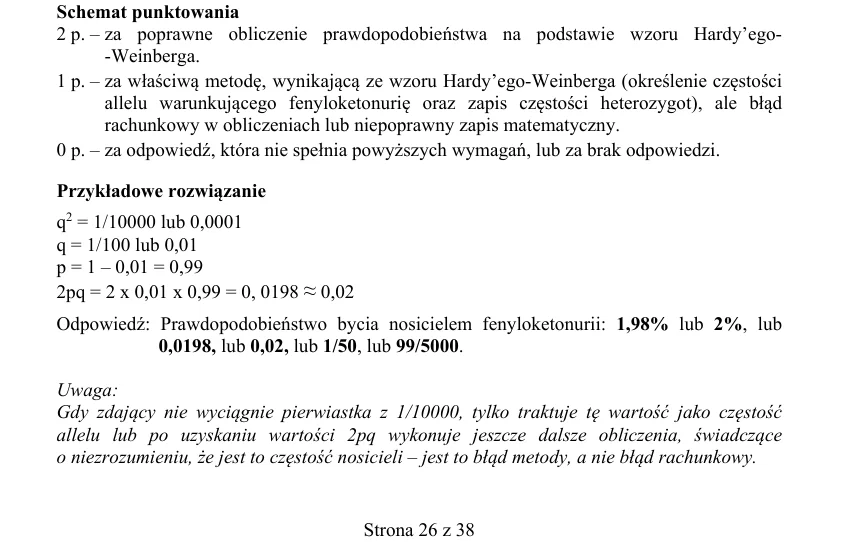 Schemat punktowania
2 p. – za poprawne obliczenie prawdopodobieństwa na podstawie wzoru Hardy’ego-
-Weinberga.
1 p. – za właściwą metodę, wynikającą ze wzoru Hardy’ego-Weinberga (określenie częstości
allelu warunkującego fenyloketonurię oraz zapis częstości heterozygot), ale błąd
rachunkowy w obliczeniach lub niepoprawny zapis matematyczny.
0 p. – za odpowiedź, która nie spełnia powyższych wymagań, lub za brak odpowiedzi.
Przykładowe rozwiązanie
q² = 1/10000 lub 0,0001
q = 1/100 lub 0,01
p = 1 – 0,01 = 0,99
2pq = 2 x 0,01 x 0,99 = 0, 0198 ≈ 0,02
Odpowiedź: Prawdopodobieństwo bycia nosicielem fenyloketonurii: 1,98% lub 2%, lub
0,0198, lub 0,02, lub 1/50, lub 99/5000.
Uwaga:
Gdy zdający nie wyciągnie pierwiastka z 1/10000, tylko traktuje tę wartość jako częstość
allelu lub po uzyskaniu wartości 2pq wykonuje jeszcze dalsze obliczenia, świadczące
o niezrozumieniu, że jest to częstość nosicieli – jest to błąd metody, a nie błąd rachunkowy.
Strona 26 z 38